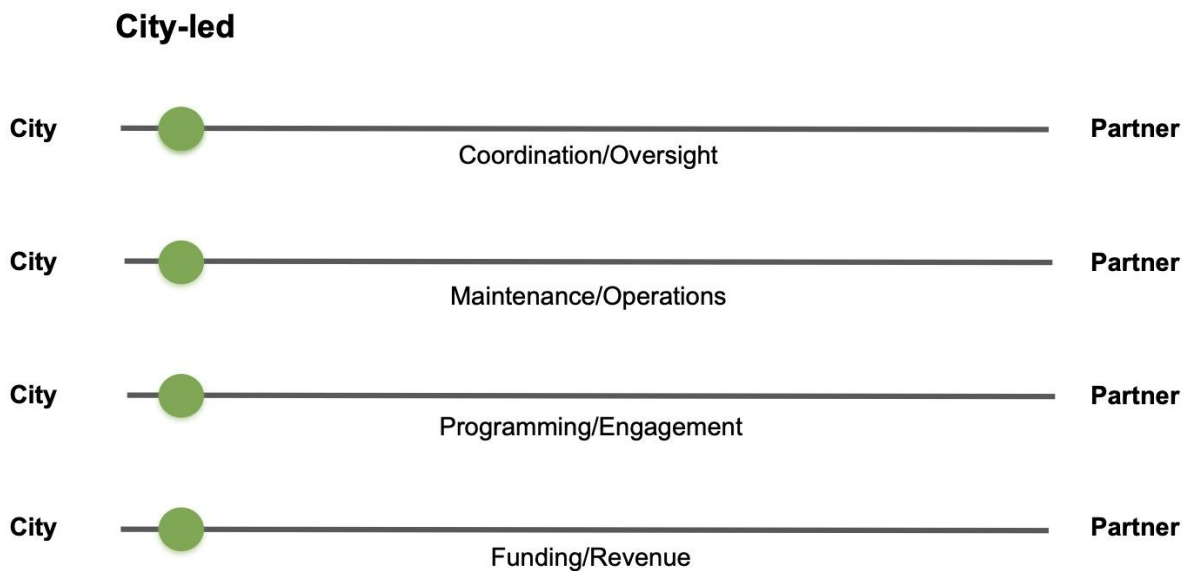 City-led
City Partner
Coordination/Oversight
City Partner
Maintenance/Operations
City Partner
Programming/Engagement
City Partner
Funding/Revenue